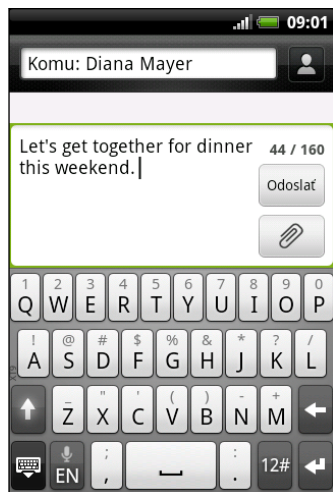 09:01
Komu: Diana Mayer
Let's get together for dinner 44 / 160
this weekend.
Odoslať
1 2 3 4 5 6 7 8 9 0
Q W E R T Y U I O P
! @ # $ % & * ? /
A S D F G H J K L
_ " ' ( ) - +
Z X C V B N M
EN ; , : . 12#